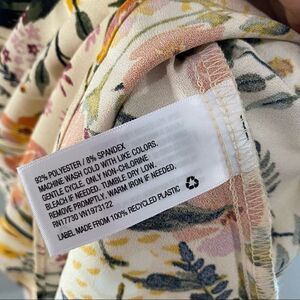 92% POLYESTER / 8% SPANDEX
MACHINE WASH COLD WITH LIKE COLORS.
GENTLE CYCLE. ONLY NON-CHLORINE
BLEACH IF NEEDED. TUMBLE DRY LOW.
REMOVE PROMPTLY. WARM IRON IF NEEDED.
RN17730 VN1973122
LABEL MADE FROM 100% RECYCLED PLASTIC